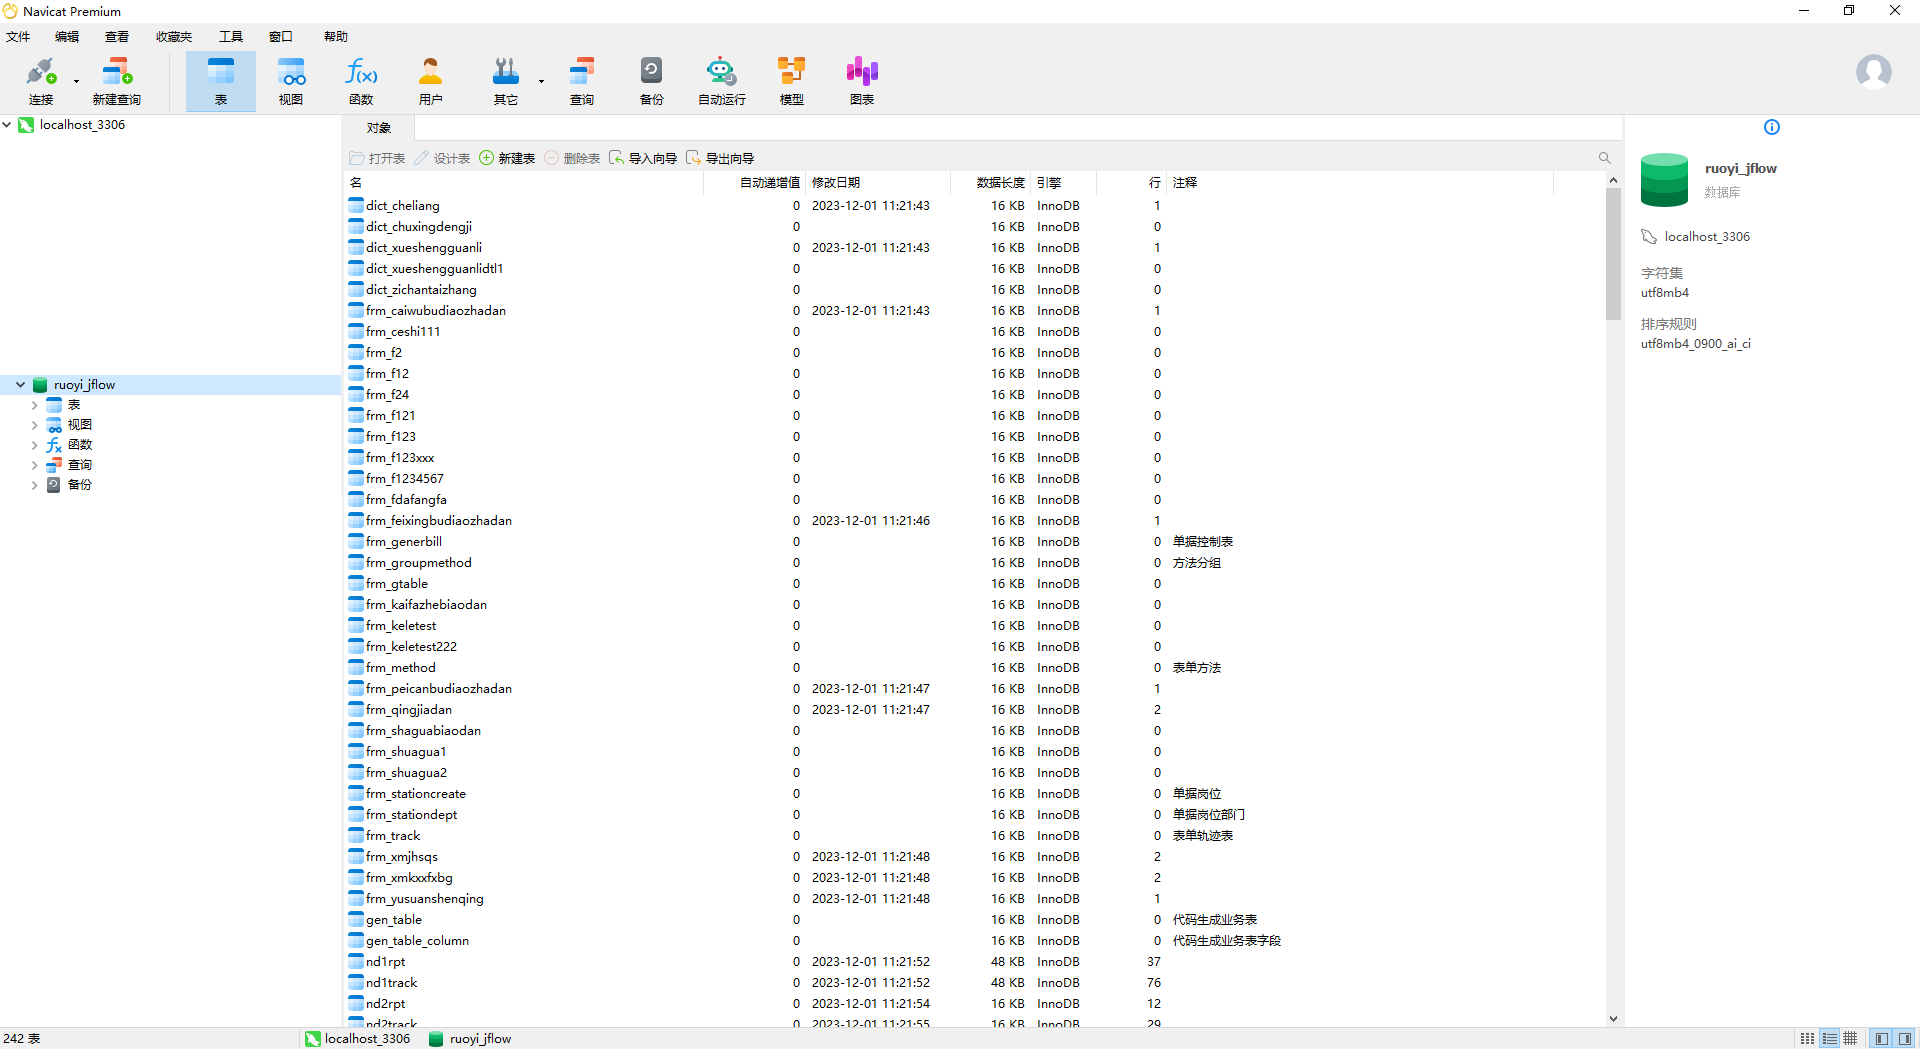 Navicat Premium
文件 编辑 查看 收藏夹 工具 窗口 帮助
连接 新建查询 表 视图 函数 用户 其它 查询 备份 自动运行 模型 图表
localhost_3306
ruoyi_jflow
表
视图
函数
查询
备份
对象
打开表 设计表 新建表 删除表 导入向导 导出向导
名 自动递增值 修改日期 数据长度 引擎 行 注释
dict_cheliang 0 2023-12-01 11:21:43 16 KB InnoDB 1
dict_chuxingdengji 0 16 KB InnoDB 0
dict_xueshengguanli 0 2023-12-01 11:21:43 16 KB InnoDB 1
dict_xueshengguanlidtl1 0 16 KB InnoDB 0
dict_zichantaizhang 0 16 KB InnoDB 0
frm_caiwubudiaozhadan 0 2023-12-01 11:21:43 16 KB InnoDB 1
frm_ceshi111 0 16 KB InnoDB 0
frm_f2 0 16 KB InnoDB 0
frm_f12 0 16 KB InnoDB 0
frm_f24 0 16 KB InnoDB 0
frm_f121 0 16 KB InnoDB 0
frm_f123 0 16 KB InnoDB 0
frm_f123xxx 0 16 KB InnoDB 0
frm_f1234567 0 16 KB InnoDB 0
frm_fdafangfa 0 16 KB InnoDB 0
frm_feixingbudiaozhadan 0 2023-12-01 11:21:46 16 KB InnoDB 1
frm_generbill 0 16 KB InnoDB 0 单据控制表
frm_groupmethod 0 16 KB InnoDB 0 方法分组
frm_gtable 0 16 KB InnoDB 0
frm_kaifazhebiaodan 0 16 KB InnoDB 0
frm_keletest 0 16 KB InnoDB 0
frm_keletest222 0 16 KB InnoDB 0
frm_method 0 16 KB InnoDB 0 表单方法
frm_peicanbudiaozhadan 0 2023-12-01 11:21:47 16 KB InnoDB 1
frm_qingjiadan 0 2023-12-01 11:21:47 16 KB InnoDB 2
frm_shaguabiaodan 0 16 KB InnoDB 0
frm_shuagua1 0 16 KB InnoDB 0
frm_shuagua2 0 16 KB InnoDB 0
frm_stationcreate 0 16 KB InnoDB 0 单据岗位
frm_stationdept 0 16 KB InnoDB 0 单据岗位部门
frm_track 0 16 KB InnoDB 0 表单轨迹表
frm_xmjhsqs 0 2023-12-01 11:21:48 16 KB InnoDB 2
frm_xmkxxfxbg 0 2023-12-01 11:21:48 16 KB InnoDB 2
frm_yusuanshenqing 0 2023-12-01 11:21:48 16 KB InnoDB 1
gen_table 0 16 KB InnoDB 0 代码生成业务表
gen_table_column 0 16 KB InnoDB 0 代码生成业务表字段
nd1rpt 0 2023-12-01 11:21:52 48 KB InnoDB 37
nd1track 0 2023-12-01 11:21:52 48 KB InnoDB 76
nd2rpt 0 2023-12-01 11:21:54 16 KB InnoDB 12
nd2track 0 2023-12-01 11:21:55 16 KB InnoDB 29
ruoyi_jflow
数据库
localhost_3306
字符集
utf8mb4
排序规则
utf8mb4_0900_ai_ci
242 表 localhost_3306 ruoyi_jflow